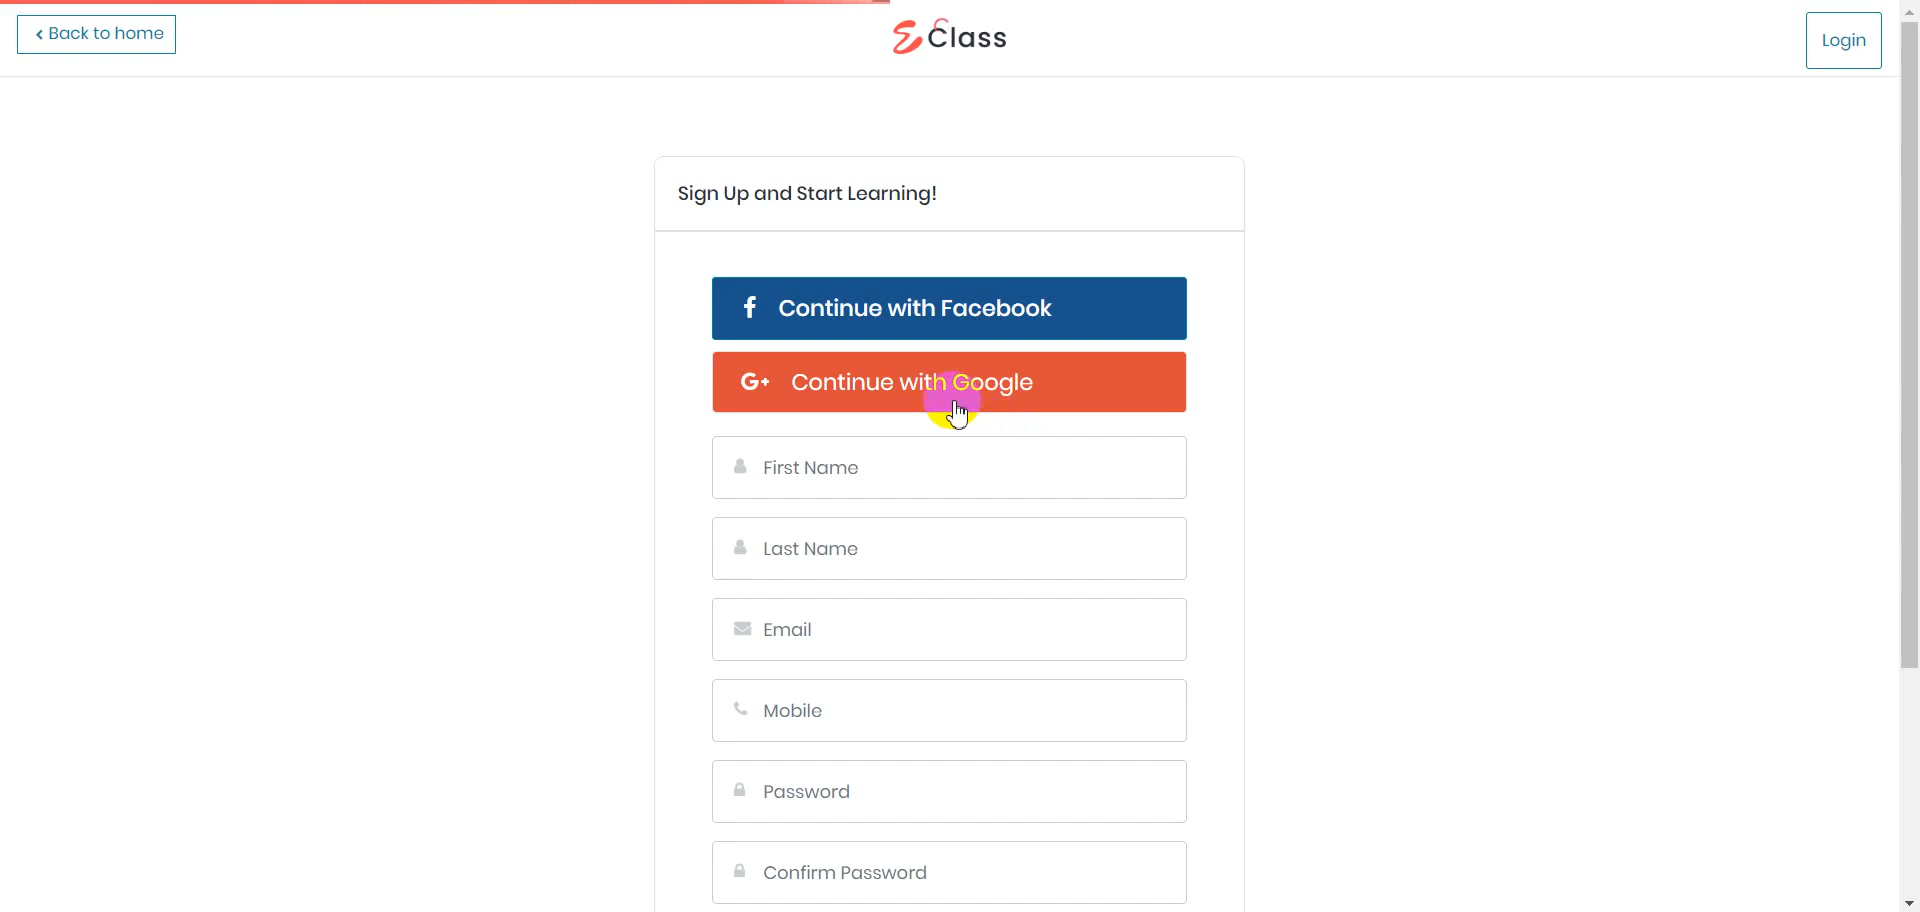 Back to home
E Class
Login
Sign Up and Start Learning!
Continue with Facebook
G+ Continue with Google
First Name
Last Name
Email
Mobile
Password
Confirm Password